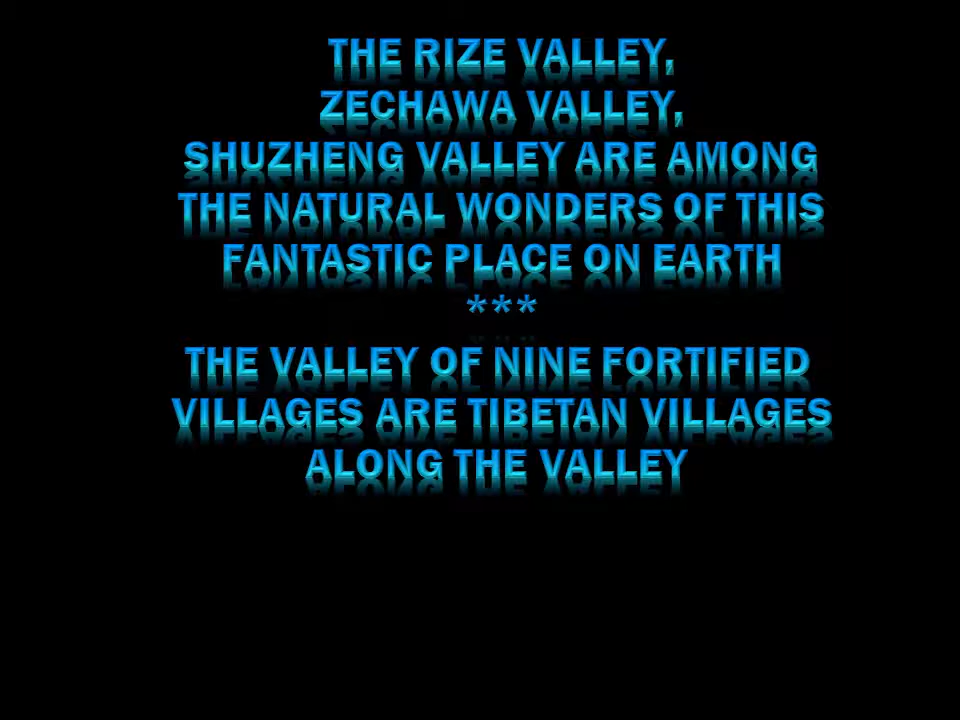 THE RIZE VALLEY,
ZECHAWA VALLEY,
SHUZHENG VALLEY ARE AMONG
THE NATURAL WONDERS OF THIS
FANTASTIC PLACE ON EARTH
***
THE VALLEY OF NINE FORTIFIED
VILLAGES ARE TIBETAN VILLAGES
ALONG THE VALLEY